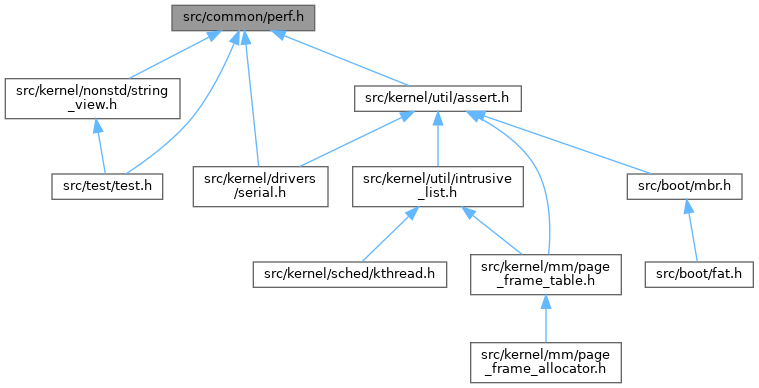 src/common/perf.h
src/kernel/nonstd/string
_view.h
src/kernel/util/assert.h
src/test/test.h
src/kernel/drivers
/serial.h
src/kernel/util/intrusive
_list.h
src/boot/mbr.h
src/kernel/sched/kthread.h
src/kernel/mm/page
_frame_table.h
src/boot/fat.h
src/kernel/mm/page
_frame_allocator.h